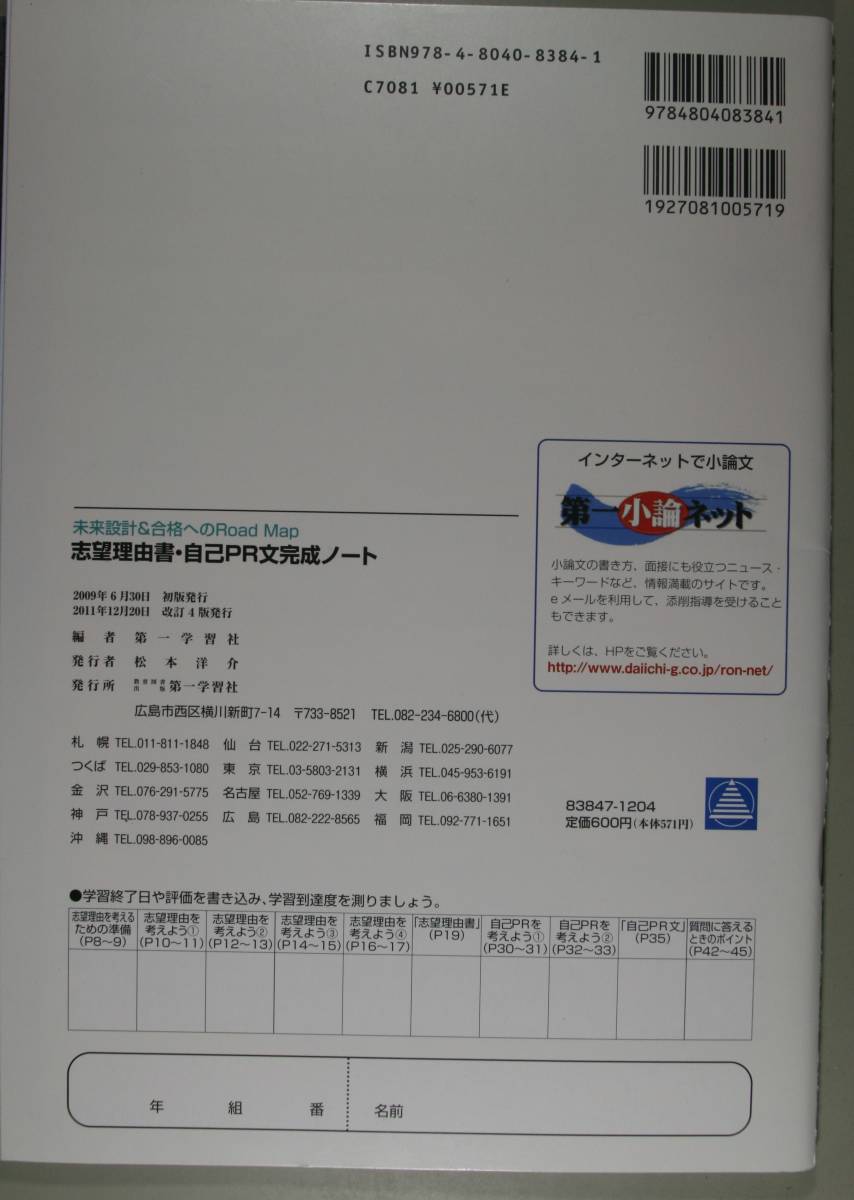 ISBN978-4-8040-8384-1
C7081 ¥00571E
9784804083841
1927081005719
インターネットで小論文
第一小論ネット
小論文の書き方、面接にも役立つニュース・
キーワードなど、情報満載のサイトです。
eメールを利用して、添削指導を受けること
もできます。
詳しくは、HPをご覧ください。
http://www.daiichi-g.co.jp/ron-net/
未来設計&合格へのRoad Map
志望理由書・自己PR文完成ノート
2009年6月30日 初版発行
2011年12月20日 改訂4版発行
編者 第一学習社
発行者 松本洋介
発行所 教育図書出版 第一学習社
広島市西区横川新町7-14 〒733-8521 TEL.082-234-6800(代)
札幌 TEL.011-811-1848 仙台 TEL.022-271-5313 新潟 TEL.025-290-6077
つくば TEL.029-853-1080 東京 TEL.03-5803-2131 横浜 TEL.045-953-6191
金沢 TEL.076-291-5775 名古屋 TEL.052-769-1339 大阪 TEL.06-6380-1391
神戸 TEL.078-937-0255 広島 TEL.082-222-8565 福岡 TEL.092-771-1651
沖縄 TEL.098-896-0085
83847-1204
定価600円(本体571円)
●学習終了日や評価を書き込み、学習到達度を測りましょう。
志望理由を考える
ための準備
(P8〜9)
志望理由を
考えよう①
(P10〜11)
志望理由を
考えよう②
(P12〜13)
志望理由を
考えよう③
(P14〜15)
志望理由を
考えよう④
(P16〜17)
「志望理由書」
(P19)
自己PRを
考えよう①
(P30〜31)
自己PRを
考えよう②
(P32〜33)
「自己PR文」
(P35)
質問に答える
ときのポイント
(P42〜45)
年 組 番 名前